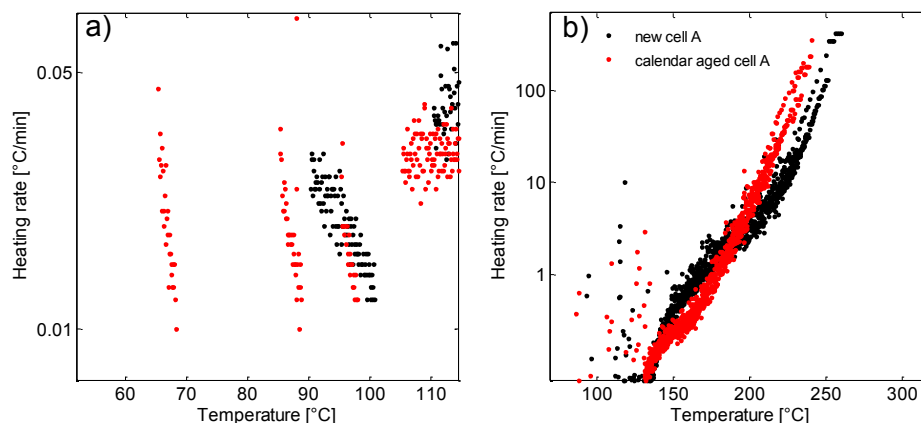 a)
0.05
0.01
Heating rate [°C/min]
60 70 80 90 100 110
Temperature [°C]
b)
new cell A
calendar aged cell A
100
10
1
Heating rate [°C/min]
100 150 200 250 300
Temperature [°C]